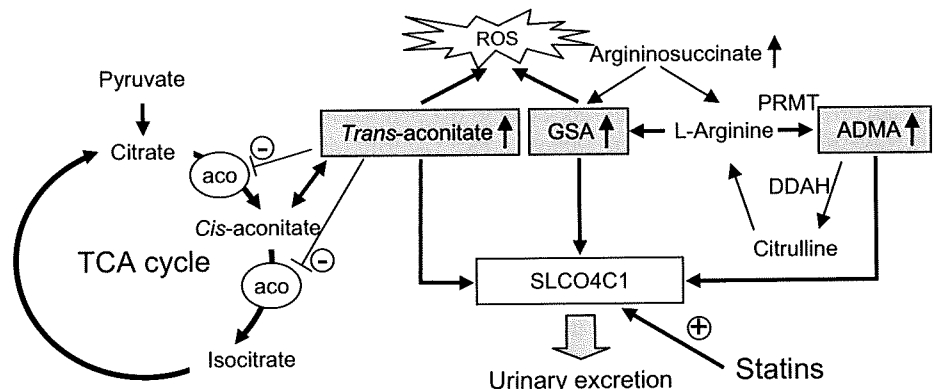 ROS
Argininosuccinate
Pyruvate
PRMT
Trans-aconitate
GSA
L-Arginine
ADMA
Citrate
−
aco
DDAH
Cis-aconitate
Citrulline
TCA cycle
−
aco
SLCO4C1
+
Isocitrate
Statins
Urinary excretion